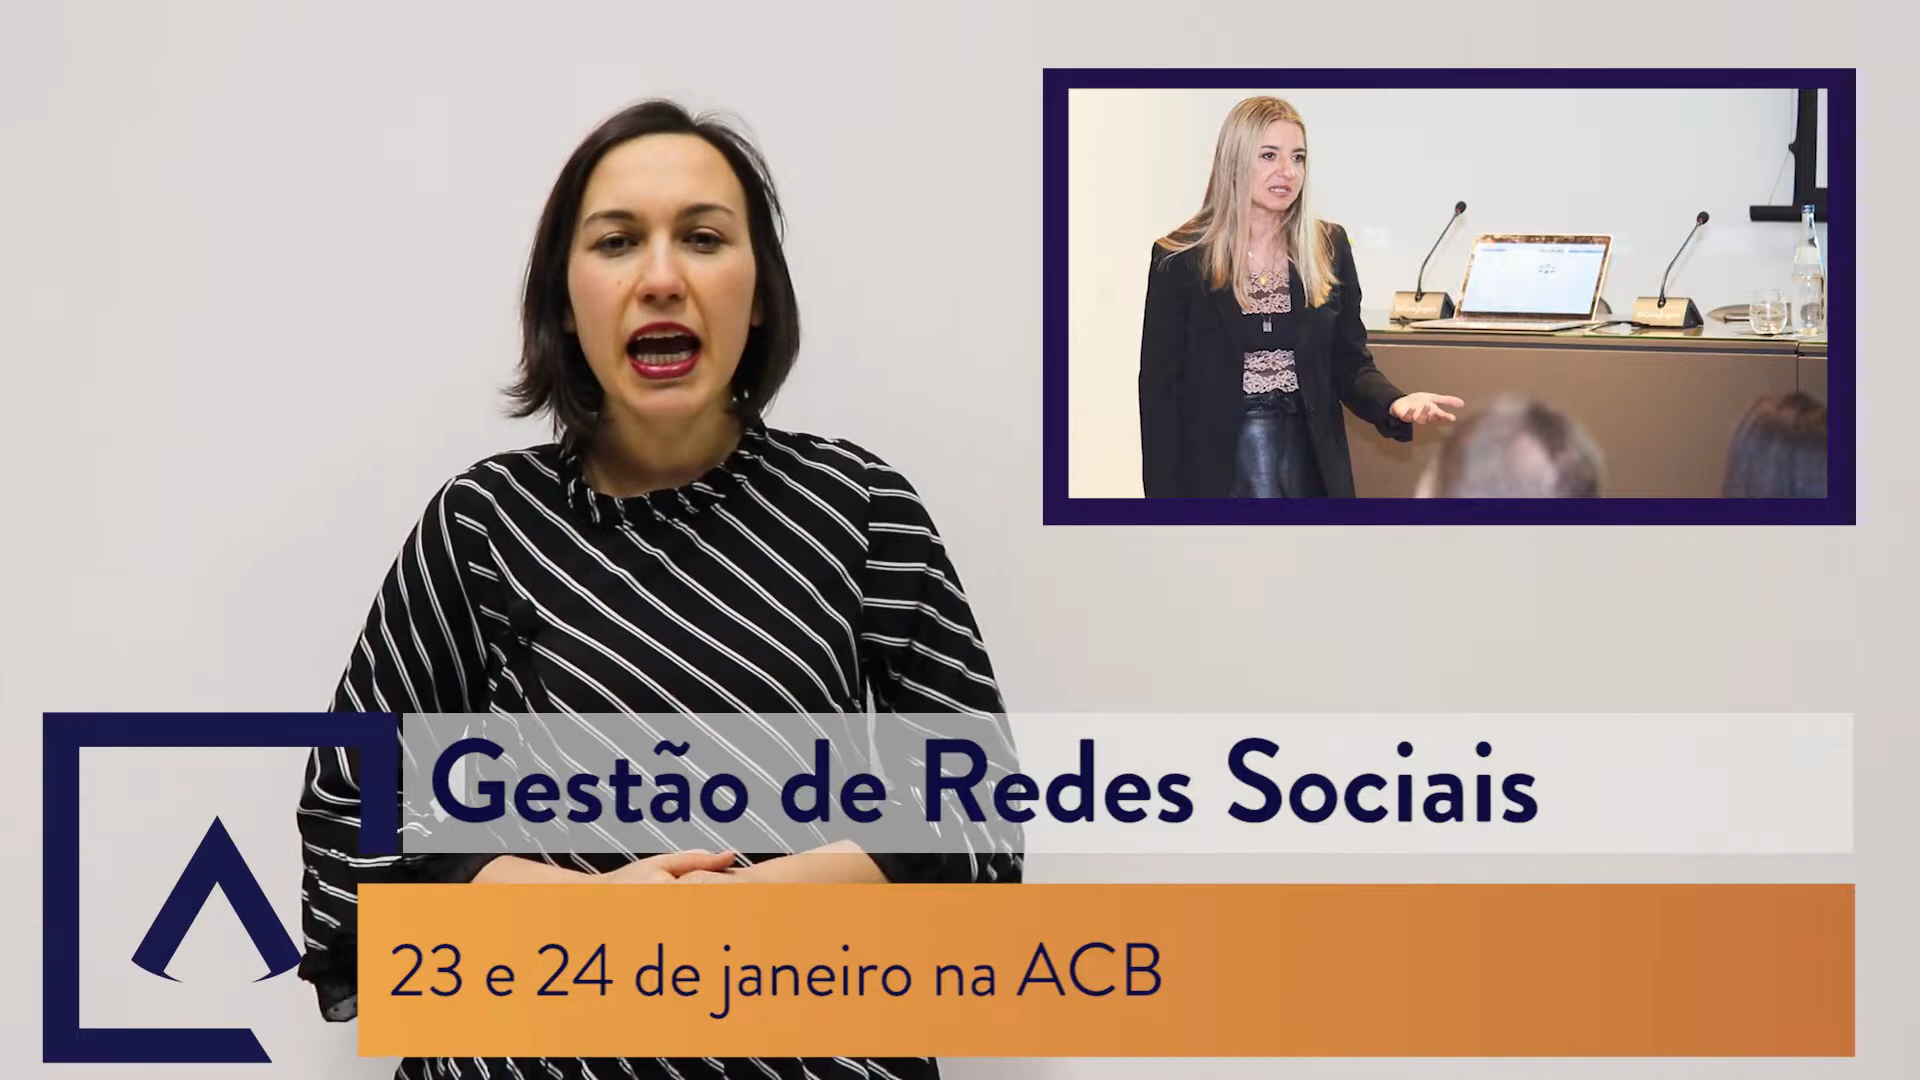 Gestão de Redes Sociais
23 e 24 de janeiro na ACB